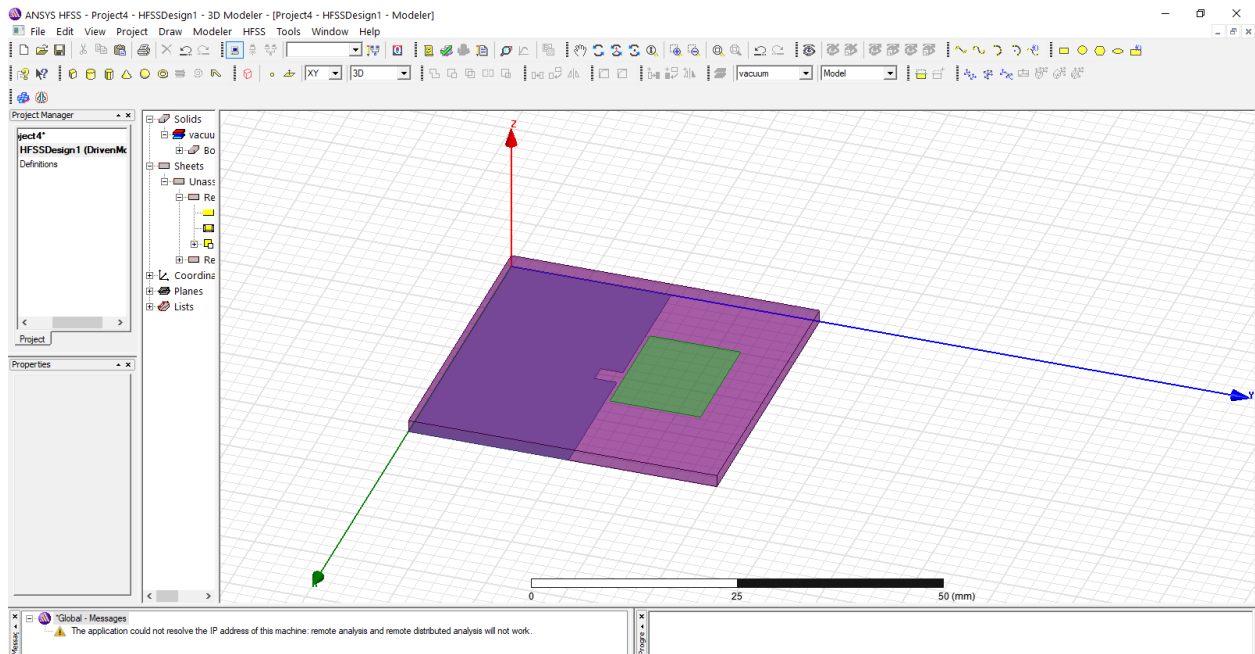 ANSYS HFSS - Project4 - HFSSDesign1 - 3D Modeler - [Project4 - HFSSDesign1 - Modeler]
File Edit View Project Draw Modeler HFSS Tools Window Help
XY 3D vacuum Model
Project Manager
ject4*
HFSSDesign1 (DrivenMo
Definitions
Project
Properties
Solids
vacuu
Bo
Sheets
Unass
Re
Re
Coordina
Planes
Lists
Z
Y
0 25 50 (mm)
*Global - Messages
The application could not resolve the IP address of this machine: remote analysis and remote distributed analysis will not work.
Messag
Progre